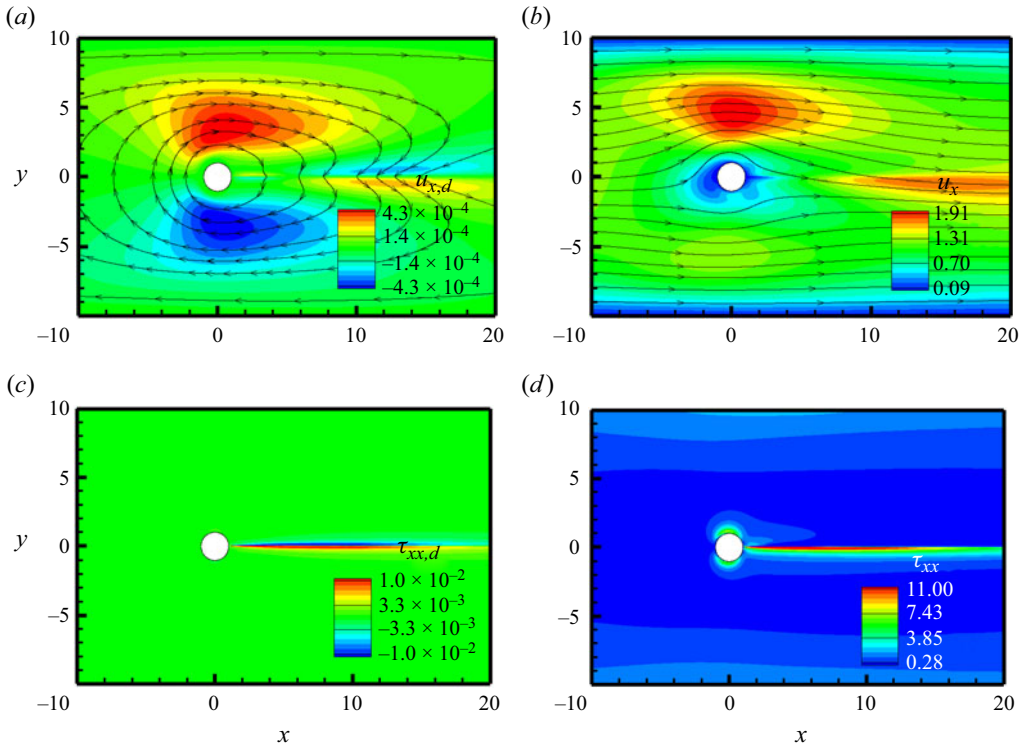 (a)
(b)
10
5
y
0
–5
–10
0
10
20
u_{x,d}
4.3 × 10^{–4}
1.4 × 10^{–4}
–1.4 × 10^{–4}
–4.3 × 10^{–4}
10
5
0
–5
–10
0
10
20
u_x
1.91
1.31
0.70
0.09
(c)
(d)
10
5
y
0
–5
–10
0
10
20
x
τ_{xx,d}
1.0 × 10^{–2}
3.3 × 10^{–3}
–3.3 × 10^{–3}
–1.0 × 10^{–2}
10
5
0
–5
–10
0
10
20
x
τ_{xx}
11.00
7.43
3.85
0.28